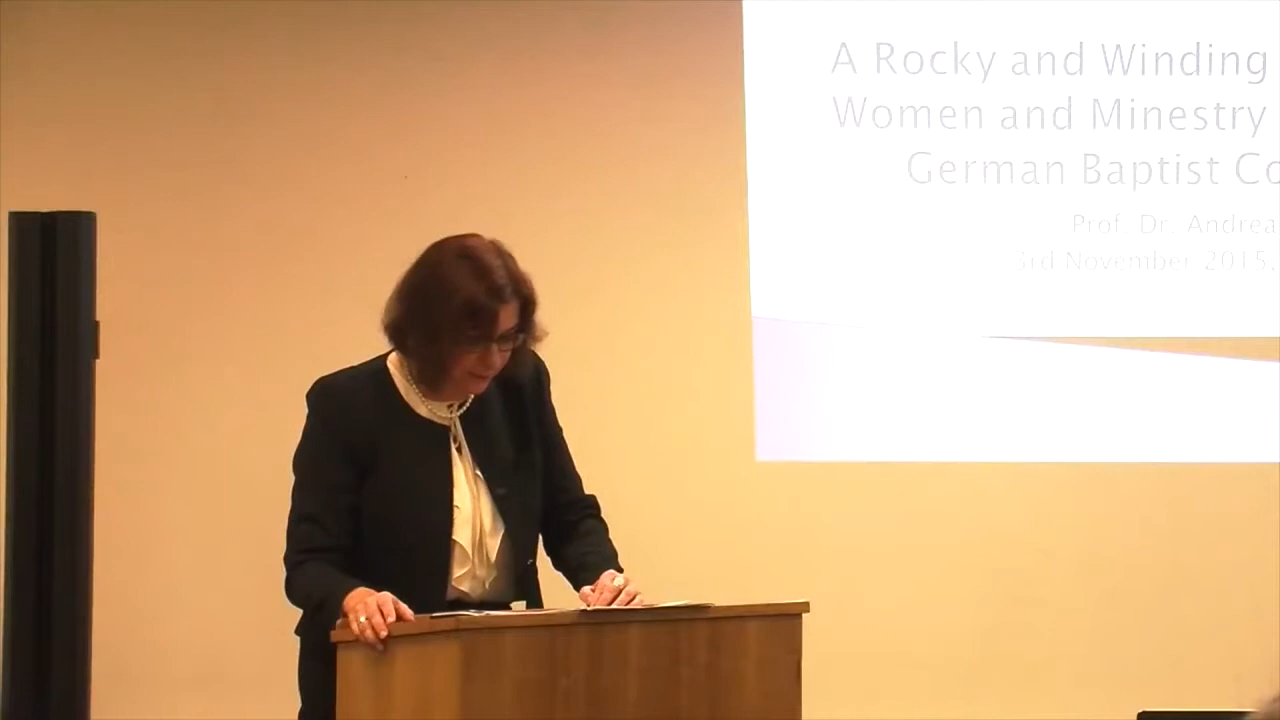 A Rocky and Winding
Women and Minestry
German Baptist Co
Prof. Dr. Andrea
3rd November 2015,